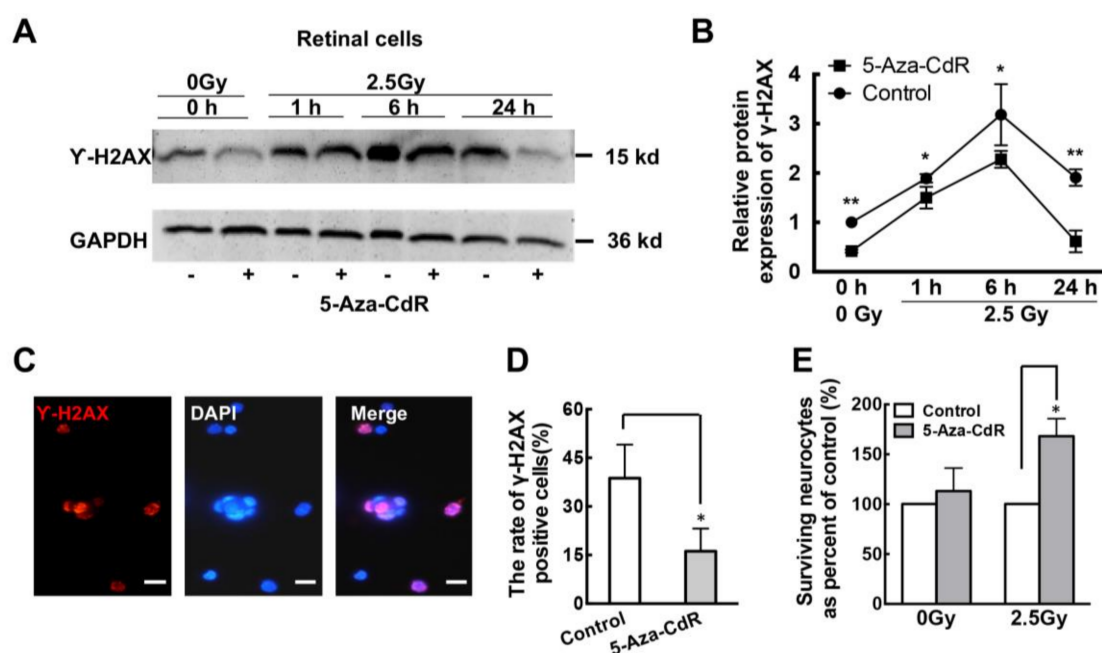 A
Retinal cells
0Gy 2.5Gy
0 h 1 h 6 h 24 h
ϒ-H2AX 15 kd
GAPDH 36 kd
- + - + - + - +
5-Aza-CdR
B
5-Aza-CdR
Control
Relative protein
expression of γ-H2AX
4
3
2
1
0
** * * **
0 h 1 h 6 h 24 h
0 Gy 2.5 Gy
C
ϒ-H2AX DAPI Merge
D
The rate of γ-H2AX
positive cells(%)
60
45
30
15
0
*
Control 5-Aza-CdR
E
Surviving neurocytes
as percent of control (%)
200
150
100
50
0
Control
5-Aza-CdR
*
0Gy 2.5Gy